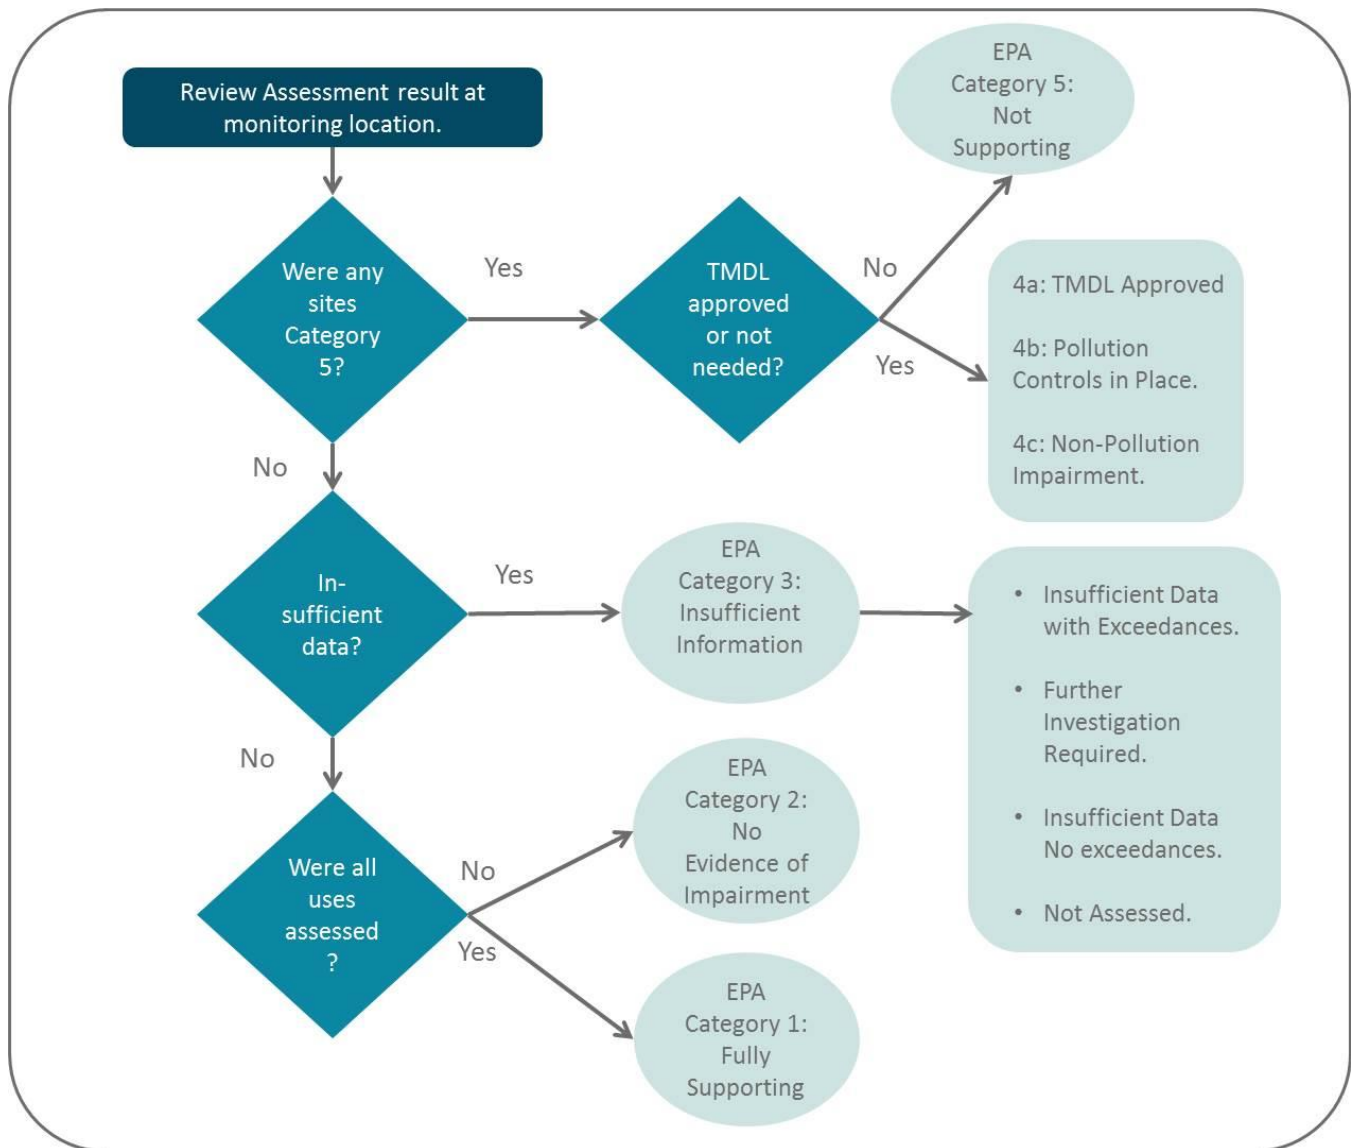 Review Assessment result at
monitoring location.
Were any
sites
Category
5?
Yes
TMDL
approved
or not
needed?
No
EPA
Category 5:
Not
Supporting
Yes
4a: TMDL Approved
4b: Pollution
Controls in Place.
4c: Non-Pollution
Impairment.
No
In-
sufficient
data?
Yes
EPA
Category 3:
Insufficient
Information
• Insufficient Data
with Exceedances.
• Further
Investigation
Required.
• Insufficient Data
No exceedances.
• Not Assessed.
No
Were all
uses
assessed
?
No
EPA
Category 2:
No
Evidence of
Impairment
Yes
EPA
Category 1:
Fully
Supporting